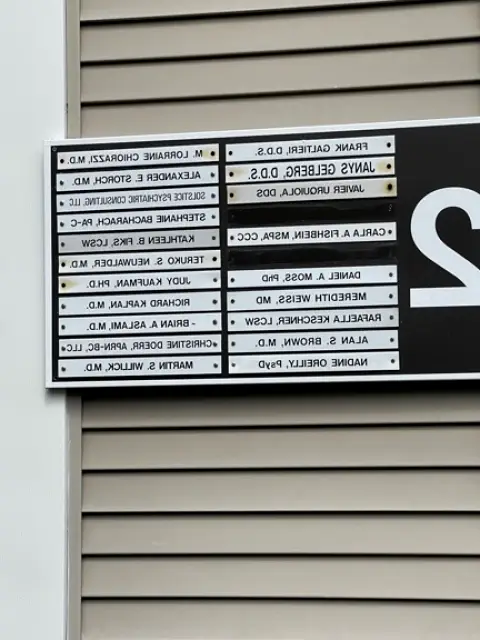 2
FRANK GALTIERI, D.D.S.
JANYS GELBERG, D.D.S.
JAVIER URQUIOLA, DDS
CARLA A. FISHBEIN, MSPA, CCC
DANIEL A. MOSS, PhD
MEREDITH WEISS, MD
RAFAELLA KESCHNER, LCSW
ALAN S. BROWN, M.D.
NADINE OREILLY, PsyD
M. LORRAINE CHIORAZZI, M.D.
ALEXANDER E. STORCH, M.D.
SOLSTICE PSYCHIATRIC CONSULTING, LLC
STEPHANIE BACHARACH, PA-C
KATHLEEN B. FIKS, LCSW
TERUKO S. NEUWALDER, M.D.
JUDY KAUFMAN, PH.D.
RICHARD KAPLAN, M.D.
BRIAN A. ASLAMI, M.D.
CHRISTINE DOERR, APRN-BC, LLC
MARTIN S. WILLICK, M.D.